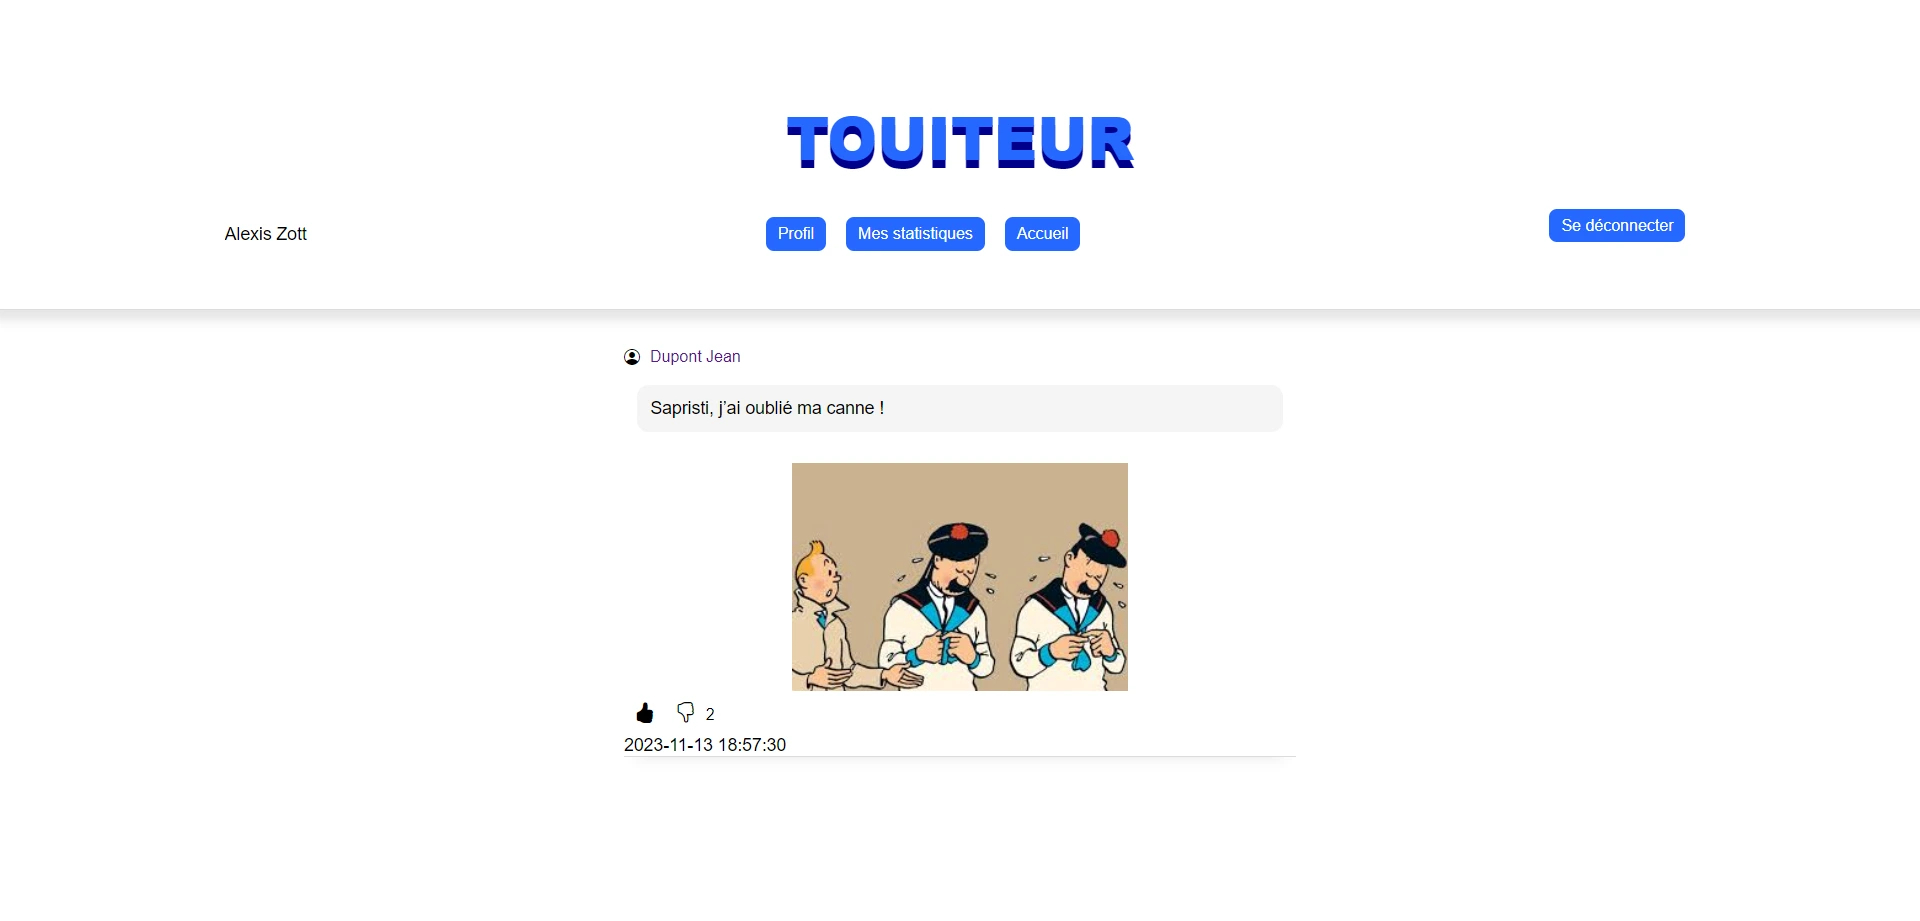 TOUITEUR
Alexis Zott
Profil
Mes statistiques
Accueil
Se déconnecter
Dupont Jean
Sapristi, j'ai oublié ma canne !
2
2023-11-13 18:57:30